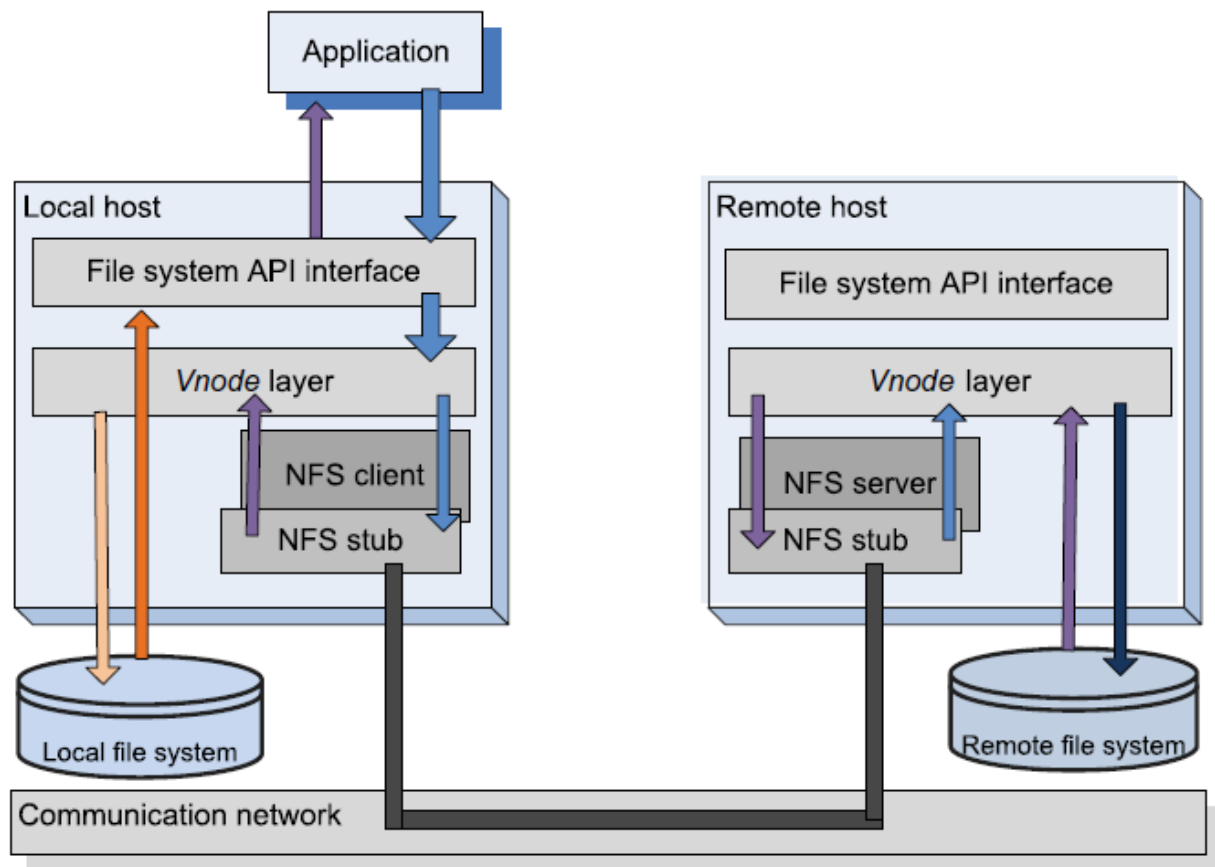 Application
Local host
File system API interface
Vnode layer
NFS client
NFS stub
Local file system
Remote host
File system API interface
Vnode layer
NFS server
NFS stub
Remote file system
Communication network